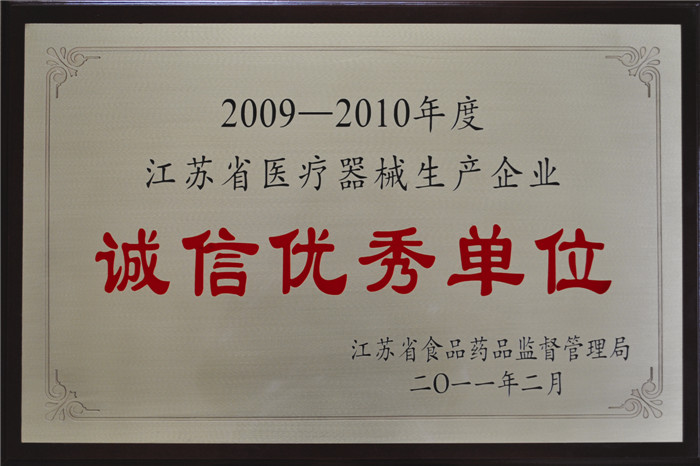 2009—2010年度
江苏省医疗器械生产企业
诚信优秀单位
江苏省食品药品监督管理局
二〇一一年二月